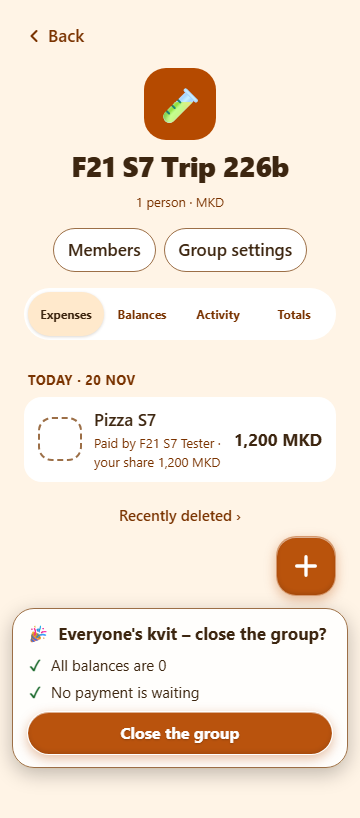 Back
F21 S7 Trip 226b
1 person · MKD
Members Group settings
Expenses Balances Activity Totals
TODAY · 20 NOV
Pizza S7
Paid by F21 S7 Tester ·
your share 1,200 MKD
1,200 MKD
Recently deleted ›
🎉 Everyone's kvit – close the group?
✓ All balances are 0
✓ No payment is waiting
Close the group